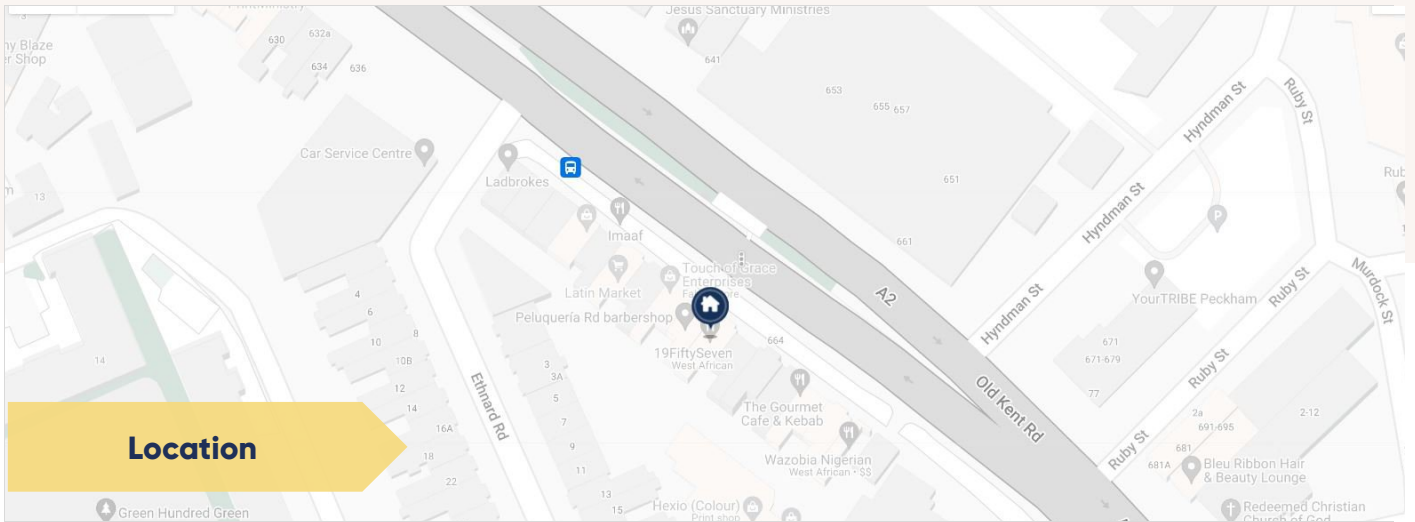 Jesus Sanctuary Ministries
632a
630
634
636
641
653
655
657
651
661
Car Service Centre
Ladbrokes
Imaaf
13
Touch of Grace
Enterprises
Latin Market
Peluquería Rd barbershop
19FiftySeven
West African
664
A2
Old Kent Rd
Hyndman St
Hyndman St
Hyndman St
Ruby St
Ruby St
Ruby St
Ruby St
Murdock St
P
YourTRIBE Peckham
671
671-679
77
2a
691-695
2-12
681
681A
Bleu Ribbon Hair
& Beauty Lounge
Redeemed Christian
Church of God
The Gourmet
Cafe & Kebab
Wazobia Nigerian
West African · $$
Hexio (Colour)
Print shop
Ethnard Rd
4
6
8
10
10B
12
14
14
16A
18
22
3
3A
5
7
9
11
13
15
Location
Green Hundred Green